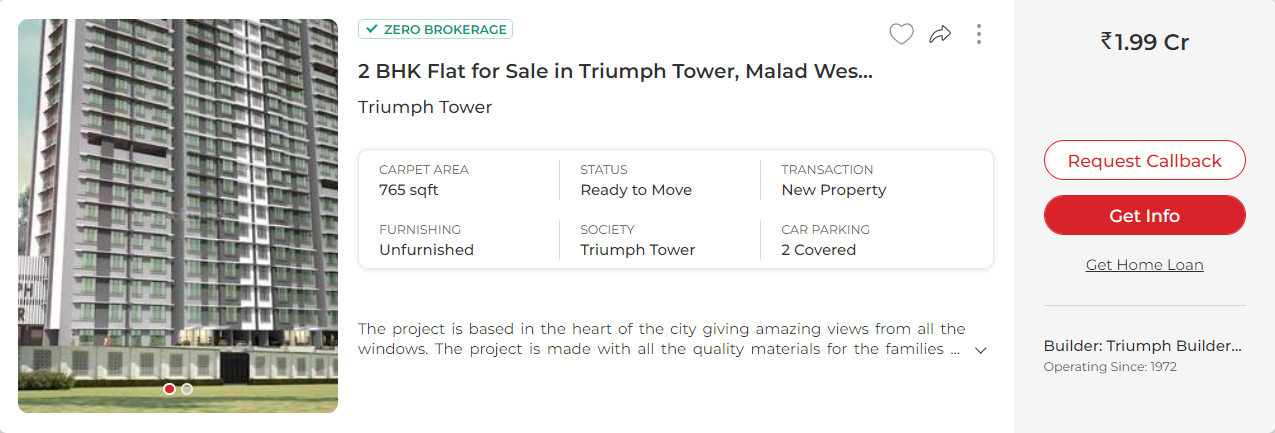 ZERO BROKERAGE
2 BHK Flat for Sale in Triumph Tower, Malad Wes...
Triumph Tower
CARPET AREA
765 sqft
STATUS
Ready to Move
TRANSACTION
New Property
FURNISHING
Unfurnished
SOCIETY
Triumph Tower
CAR PARKING
2 Covered
The project is based in the heart of the city giving amazing views from all the
windows. The project is made with all the quality materials for the families ...
₹1.99 Cr
Request Callback
Get Info
Get Home Loan
Builder: Triumph Builder...
Operating Since: 1972